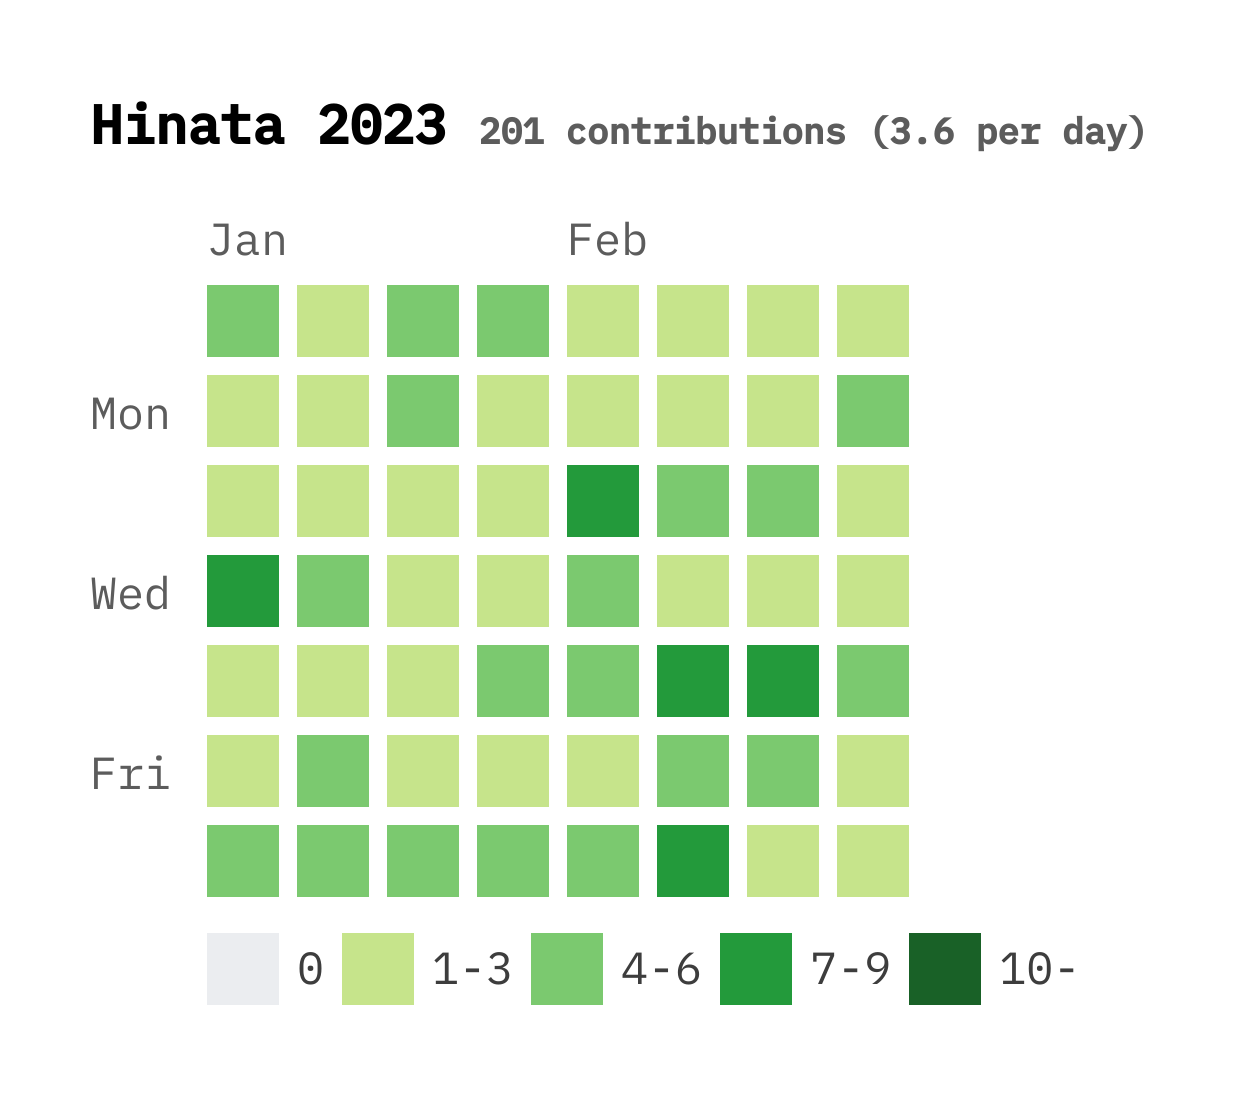 Hinata 2023 201 contributions (3.6 per day)
Jan Feb
Mon
Wed
Fri
0 1-3 4-6 7-9 10-